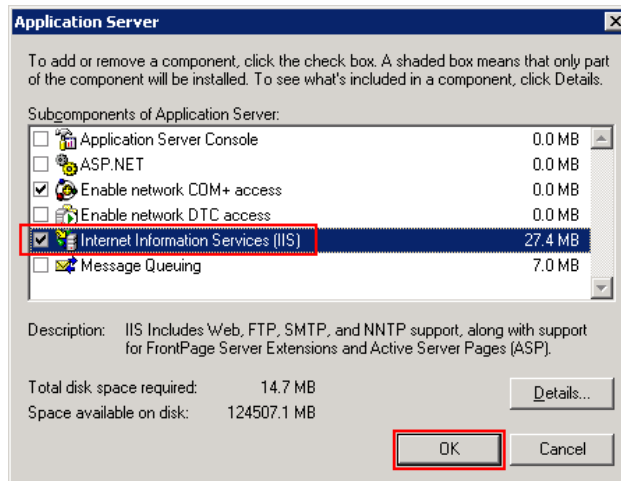 Application Server
To add or remove a component, click the check box. A shaded box means that only part
of the component will be installed. To see what's included in a component, click Details.
Subcomponents of Application Server:
Application Server Console 0.0 MB
ASP.NET 0.0 MB
Enable network COM+ access 0.0 MB
Enable network DTC access 0.0 MB
Internet Information Services (IIS) 27.4 MB
Message Queuing 7.0 MB
Description: IIS Includes Web, FTP, SMTP, and NNTP support, along with support
for FrontPage Server Extensions and Active Server Pages (ASP).
Total disk space required: 14.7 MB
Details...
Space available on disk: 124507.1 MB
OK Cancel